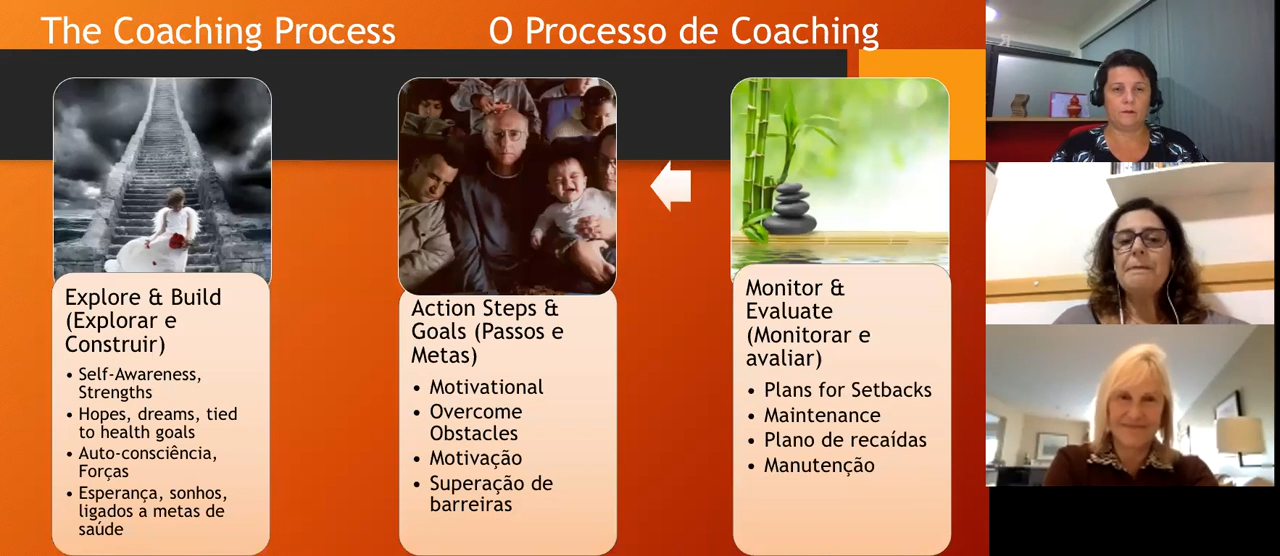 The Coaching Process
O Processo de Coaching
Explore & Build
(Explorar e
Construir)
• Self-Awareness,
Strengths
• Hopes, dreams, tied
to health goals
• Auto-consciência,
Forças
• Esperança, sonhos,
ligados a metas de
saúde
Action Steps &
Goals (Passos e
Metas)
• Motivational
• Overcome
Obstacles
• Motivação
• Superação de
barreiras
Monitor &
Evaluate
(Monitorar e
avaliar)
• Plans for Setbacks
• Maintenance
• Plano de recaídas
• Manutenção